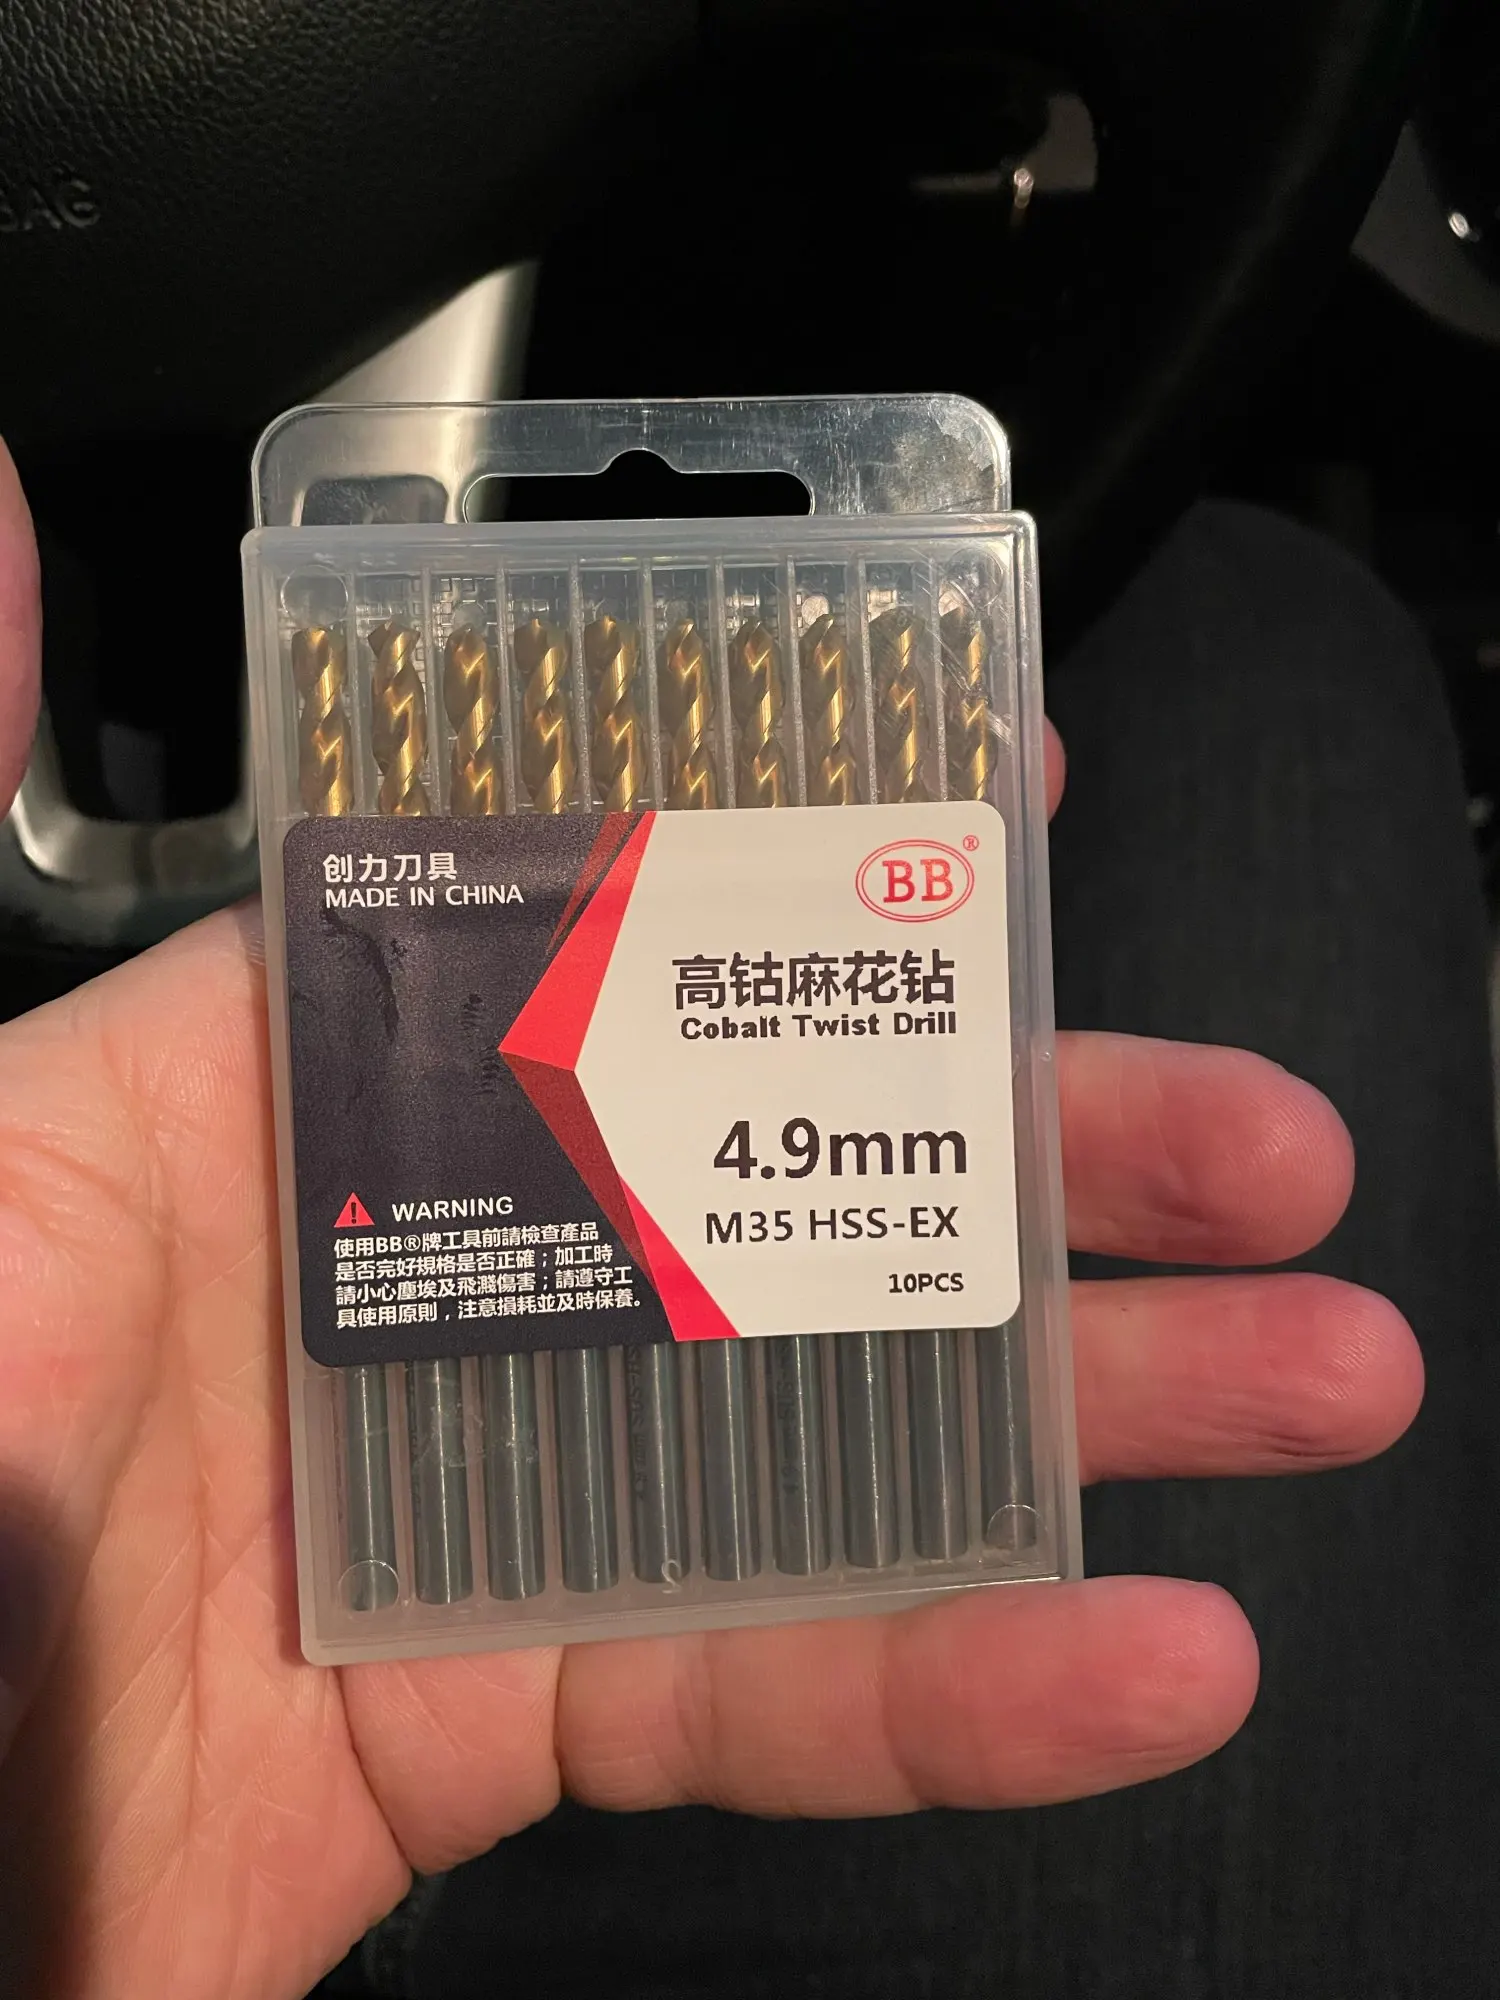 创力刀具
MADE IN CHINA
BB®
高钴麻花钻
Cobalt Twist Drill
4.9mm
M35 HSS-EX
10PCS
WARNING
使用BB®牌工具前請檢查產品
是否完好規格是否正確；加工時
請小心塵埃及飛濺傷害；請遵守工
具使用原則，注意損耗並及時保養。